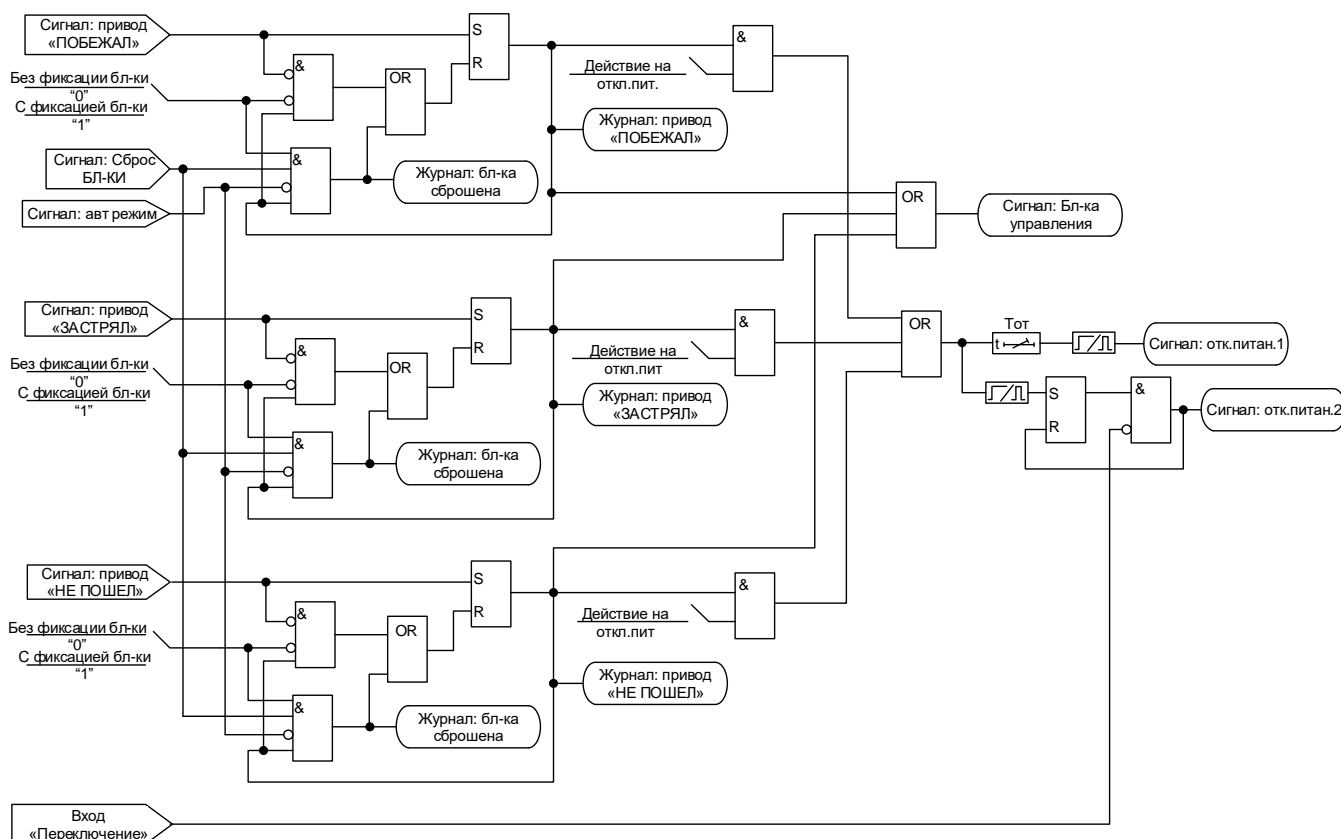 Сигнал: привод
«ПОБЕЖАЛ»
Без фиксации бл-ки
“0”
С фиксацией бл-ки
“1”
Сигнал: Сброс
БЛ-КИ
Сигнал: авт режим
&
&
OR
S
R
Журнал: бл-ка
сброшена
Действие на
откл.пит.
&
Журнал: привод
«ПОБЕЖАЛ»
OR
Сигнал: Бл-ка
управления
Сигнал: привод
«ЗАСТРЯЛ»
Без фиксации бл-ки
“0”
С фиксацией бл-ки
“1”
&
&
OR
S
R
Журнал: бл-ка
сброшена
Действие на
откл.пит
&
Журнал: привод
«ЗАСТРЯЛ»
OR
Тот
t
Сигнал: отк.питан.1
S
R
&
Сигнал: отк.питан.2
Сигнал: привод
«НЕ ПОШЕЛ»
Без фиксации бл-ки
“0”
С фиксацией бл-ки
“1”
&
&
OR
S
R
Журнал: бл-ка
сброшена
Действие на
откл.пит
&
Журнал: привод
«НЕ ПОШЕЛ»
Вход
«Переключение»